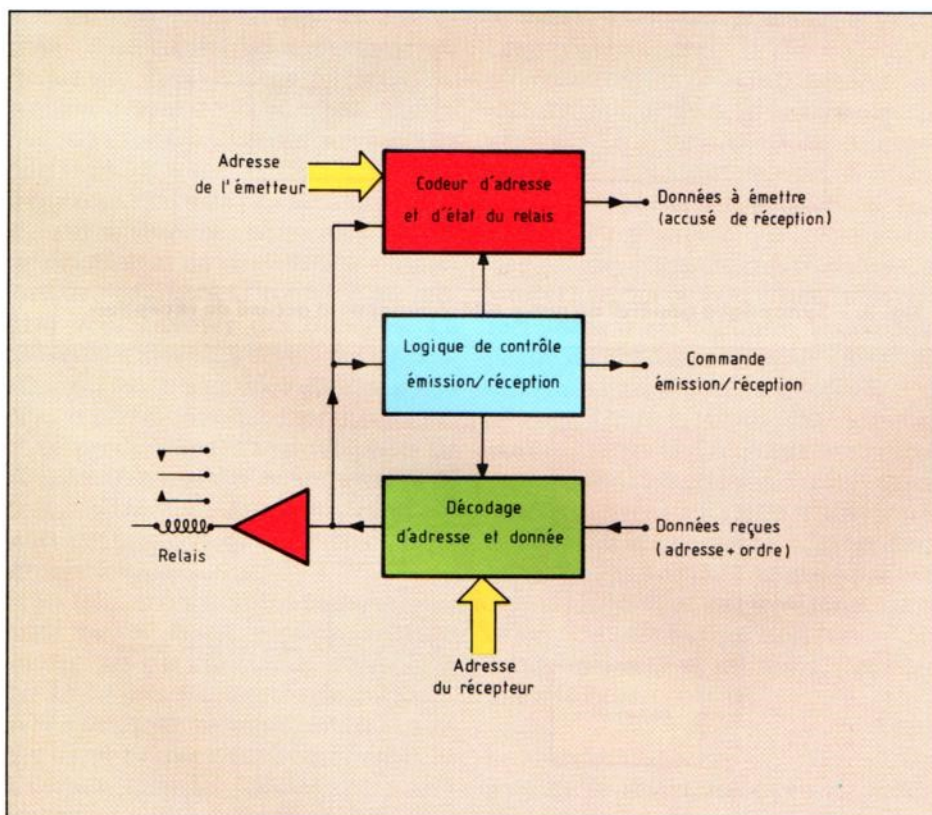 Adresse
de l'émetteur
Codeur d'adresse
et d'état du relais
Données à émettre
(accusé de réception)
Logique de contrôle
émission/réception
Commande
émission/réception
Décodage
d'adresse et donnée
Données reçues
(adresse+ordre)
Relais
Adresse
du récepteur